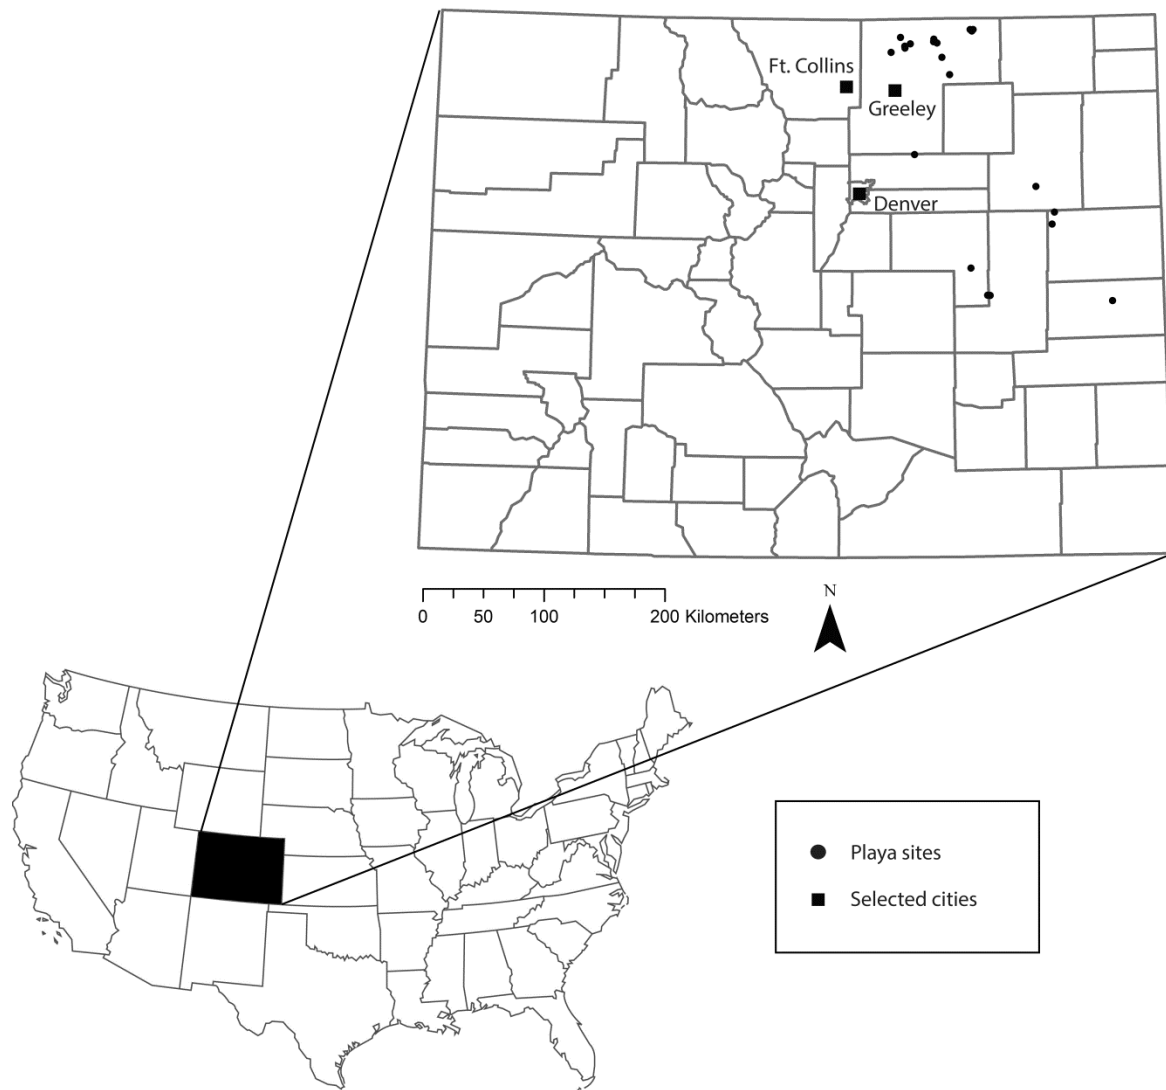 Ft. Collins
Greeley
Denver
0 50 100 200 Kilometers
N
Playa sites
Selected cities